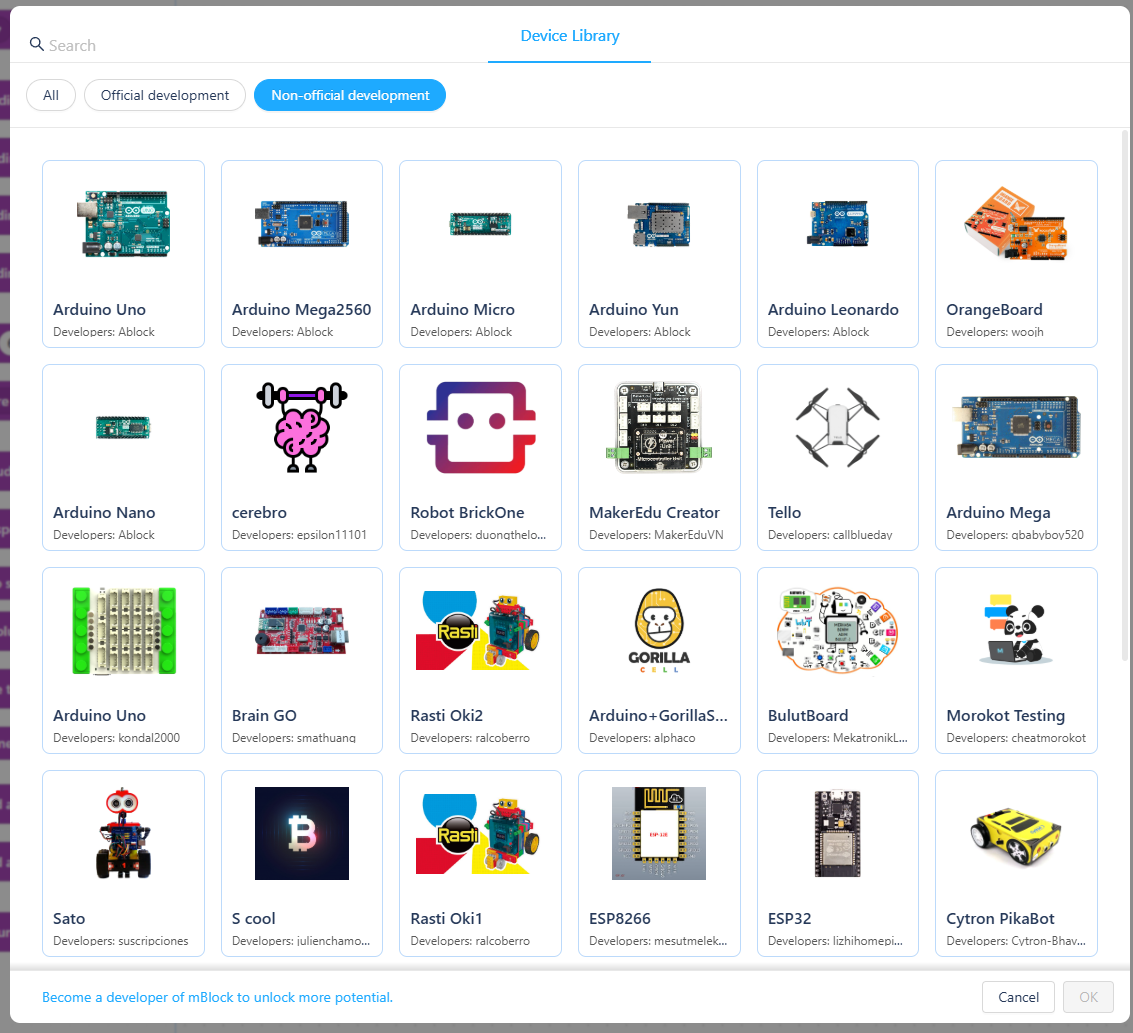 Search
Device Library
All
Official development
Non-official development
Arduino Uno
Developers: Ablock
Arduino Mega2560
Developers: Ablock
Arduino Micro
Developers: Ablock
Arduino Yun
Developers: Ablock
Arduino Leonardo
Developers: Ablock
OrangeBoard
Developers: woojh
Arduino Nano
Developers: Ablock
cerebro
Developers: epsilon11101
Robot BrickOne
Developers: duongthelo...
MakerEdu Creator
Developers: MakerEduVN
Tello
Developers: callblueday
Arduino Mega
Developers: qbabyboy520
Arduino Uno
Developers: kondal2000
Brain GO
Developers: smathuang
Rasti
Rasti Oki2
Developers: ralcoberro
GORILLA
CELL
Arduino+GorillaS...
Developers: alphaco
BulutBoard
Developers: MekatronikL...
Morokot Testing
Developers: cheatmorokot
Sato
Developers: suscripciones
S cool
Developers: julienchamo...
Rasti
Rasti Oki1
Developers: ralcoberro
ESP8266
Developers: mesutmelek...
ESP32
Developers: lizhihomepi...
Cytron PikaBot
Developers: Cytron-Bhav...
Become a developer of mBlock to unlock more potential.
Cancel
OK